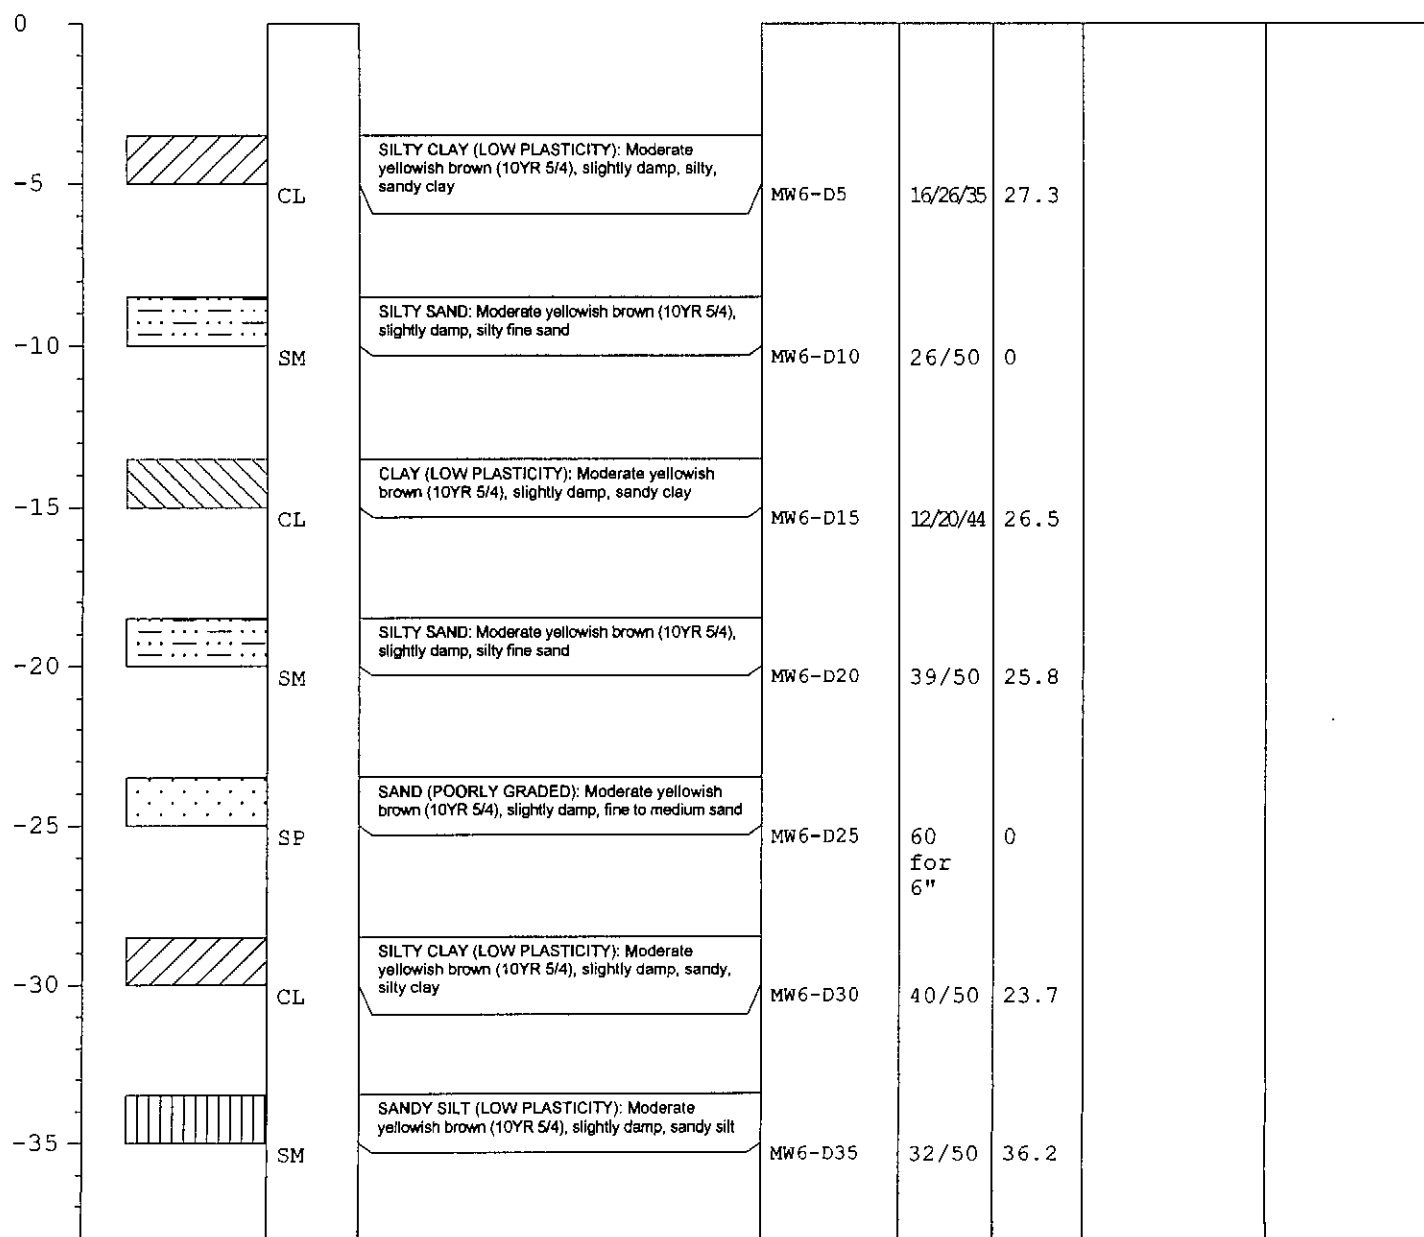 0
SILTY CLAY (LOW PLASTICITY): Moderate
yellowish brown (10YR 5/4), slightly damp, silty,
sandy clay
-5
CL
MW6-D5
16/26/35
27.3
SILTY SAND: Moderate yellowish brown (10YR 5/4),
slightly damp, silty fine sand
-10
SM
MW6-D10
26/50
0
CLAY (LOW PLASTICITY): Moderate yellowish
brown (10YR 5/4), slightly damp, sandy clay
-15
CL
MW6-D15
12/20/44
26.5
SILTY SAND: Moderate yellowish brown (10YR 5/4),
slightly damp, silty fine sand
-20
SM
MW6-D20
39/50
25.8
SAND (POORLY GRADED): Moderate yellowish
brown (10YR 5/4), slightly damp, fine to medium sand
-25
SP
MW6-D25
60
for
6"
0
SILTY CLAY (LOW PLASTICITY): Moderate
yellowish brown (10YR 5/4), slightly damp, sandy,
silty clay
-30
CL
MW6-D30
40/50
23.7
SANDY SILT (LOW PLASTICITY): Moderate
yellowish brown (10YR 5/4), slightly damp, sandy silt
-35
SM
MW6-D35
32/50
36.2